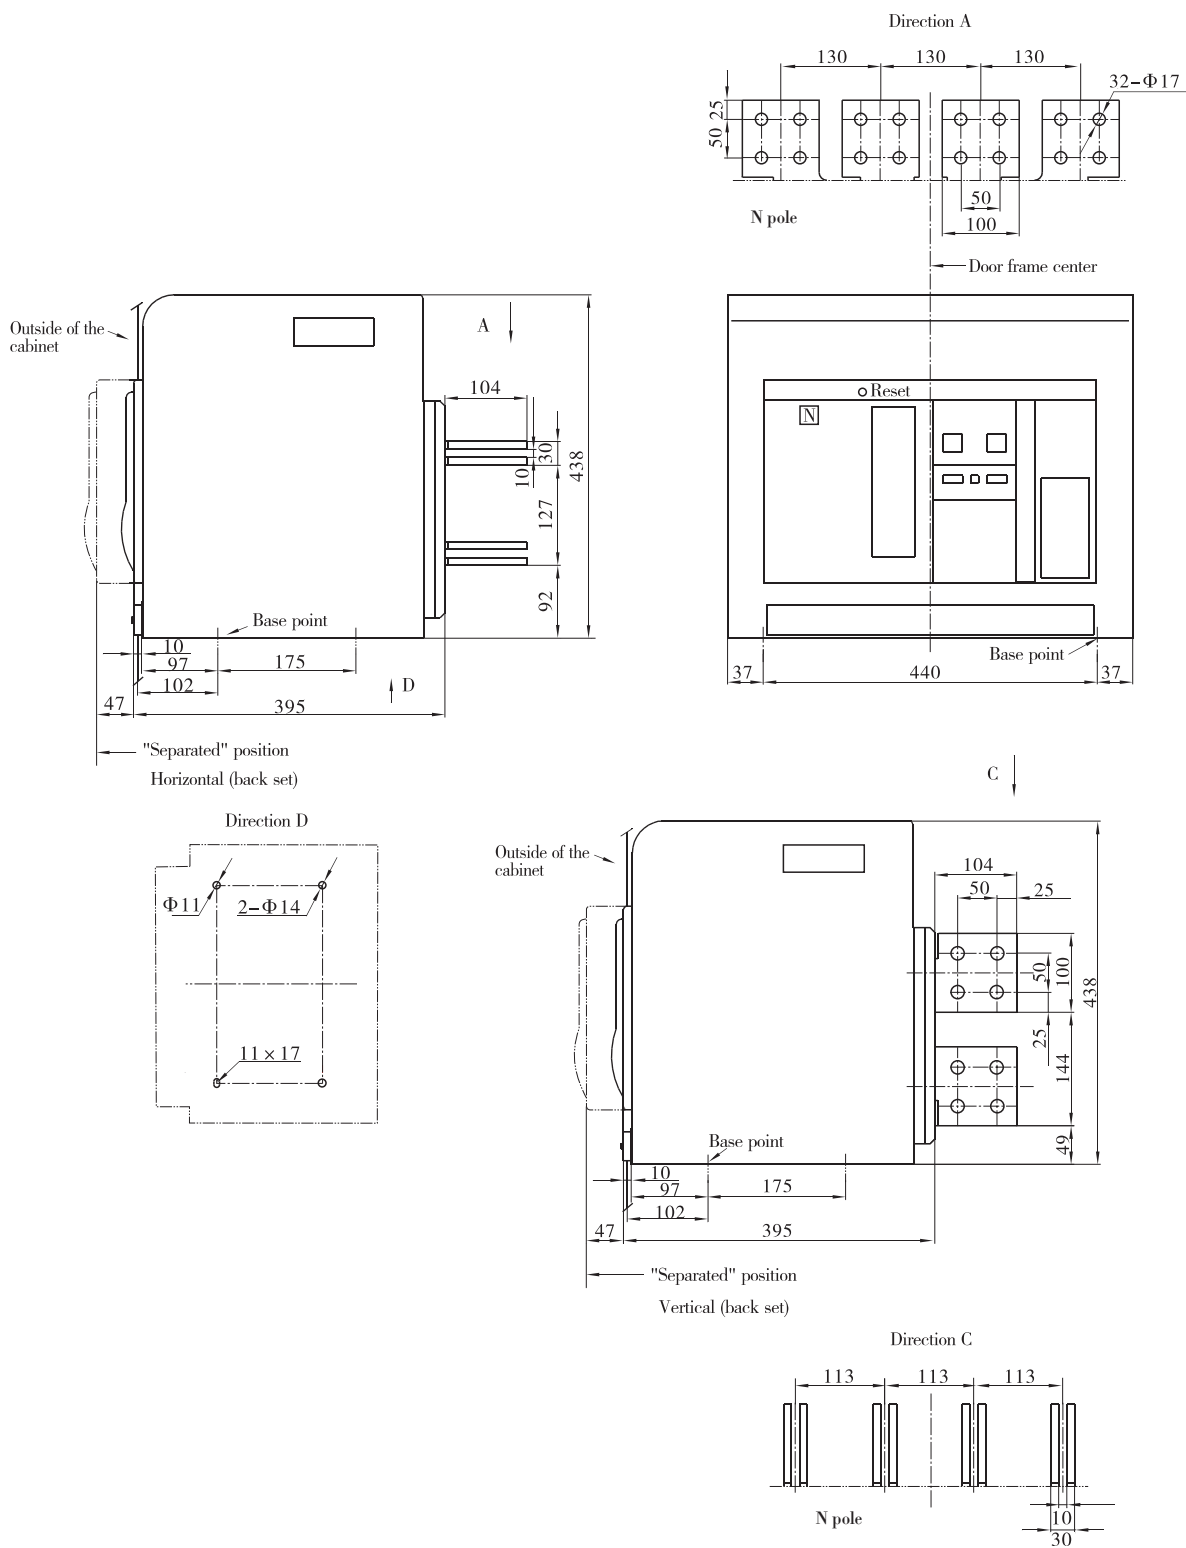 Direction A
130
130
130
32-Φ17
25
50
N pole
50
100
Door frame center
Outside of the
cabinet
A
104
30
10
438
127
92
Base point
10
97
175
102
D
47
395
"Separated" position
Horizontal (back set)
Reset
N
Base point
37
440
37
Direction D
Φ11
2-Φ14
11×17
C
Outside of the
cabinet
104
50
25
50
100
438
25
144
49
Base point
10
97
175
102
47
395
"Separated" position
Vertical (back set)
Direction C
113
113
113
N pole
10
30